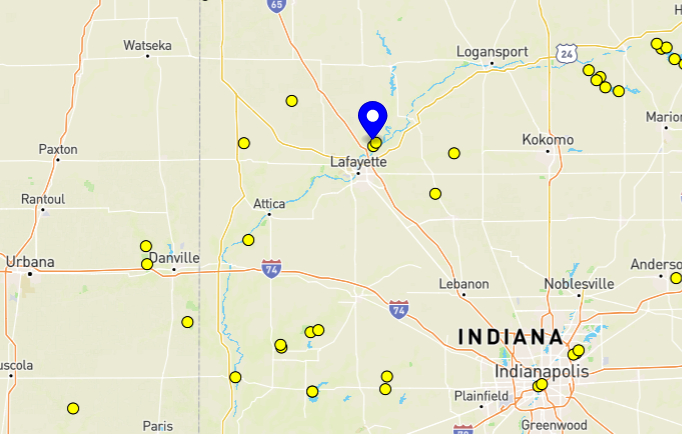 65
Watseka
Logansport
24
Marion
Kokomo
Paxton
Lafayette
Rantoul
Attica
Urbana
Danville
74
Anderso
Lebanon
Noblesville
74
INDIANA
uscola
Indianapolis
Plainfield
Paris
Greenwood